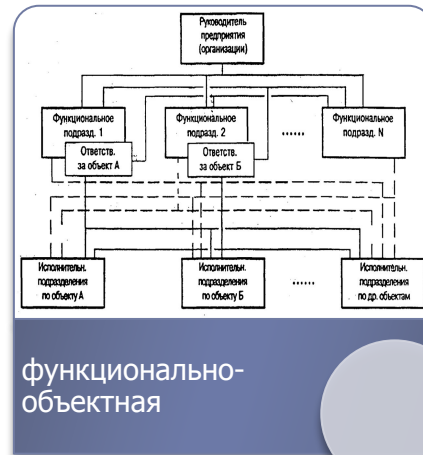 Руководитель
предприятия
(организации)
Функциональное
подразд. 1
Функциональное
подразд. 2
......
Функциональное
подразд. N
Ответств.
за объект А
Ответств.
за объект Б
Исполнительн.
подразделения
по объекту А
Исполнительн.
подразделения
по объекту Б
......
Исполнительн.
подразделения
по др. объектам
функционально-
объектная